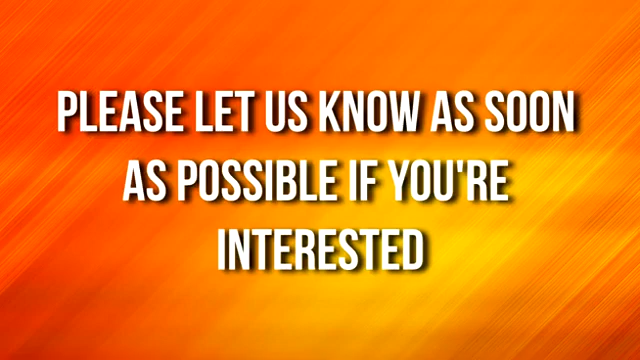 PLEASE LET US KNOW AS SOON
AS POSSIBLE IF YOU'RE
INTERESTED